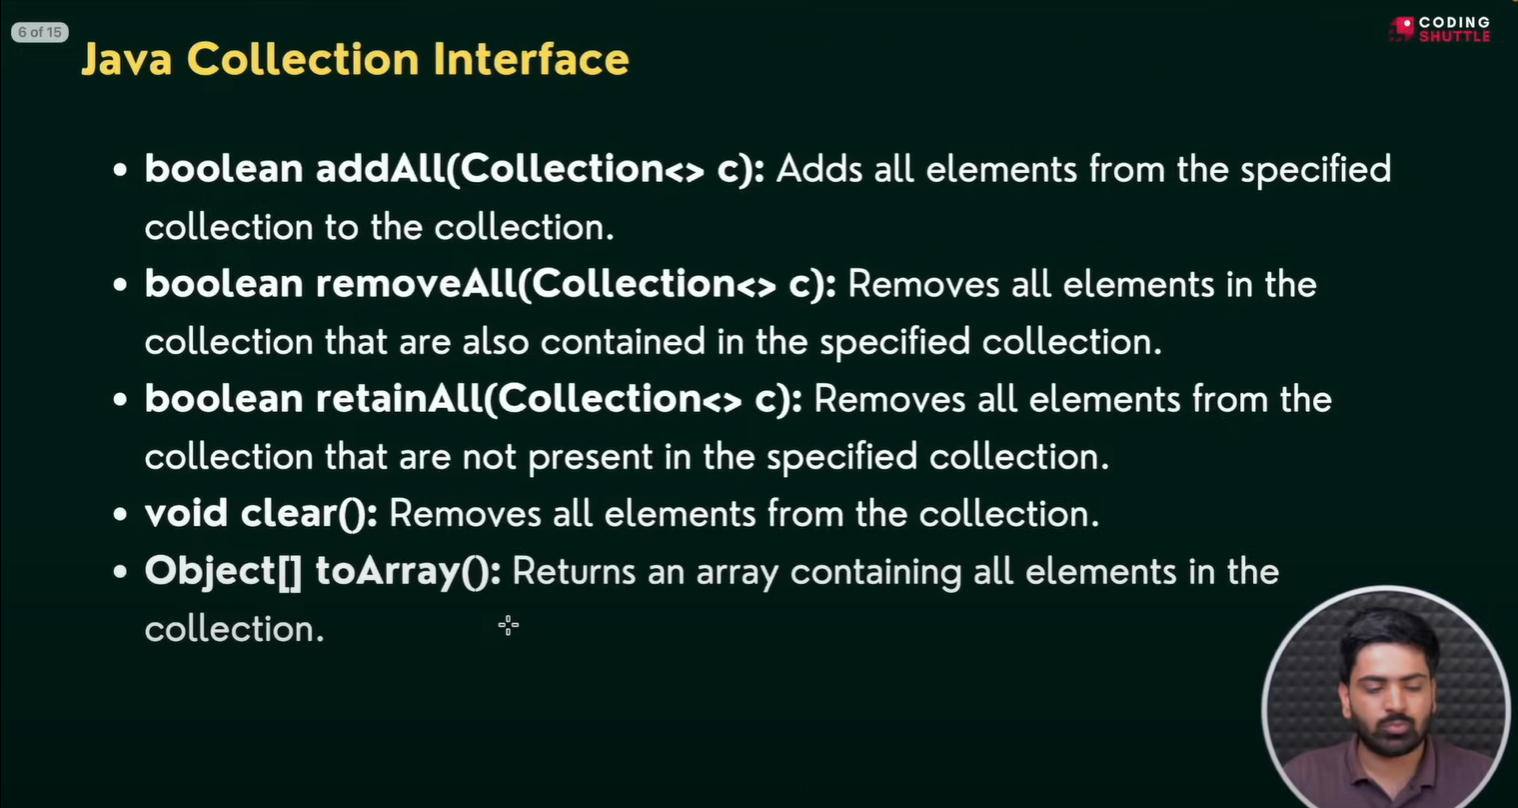 6 of 15
CODING
SHUTTLE
Java Collection Interface
• boolean addAll(Collection<> c): Adds all elements from the specified
collection to the collection.
• boolean removeAll(Collection<> c): Removes all elements in the
collection that are also contained in the specified collection.
• boolean retainAll(Collection<> c): Removes all elements from the
collection that are not present in the specified collection.
• void clear(): Removes all elements from the collection.
• Object[] toArray(): Returns an array containing all elements in the
collection.